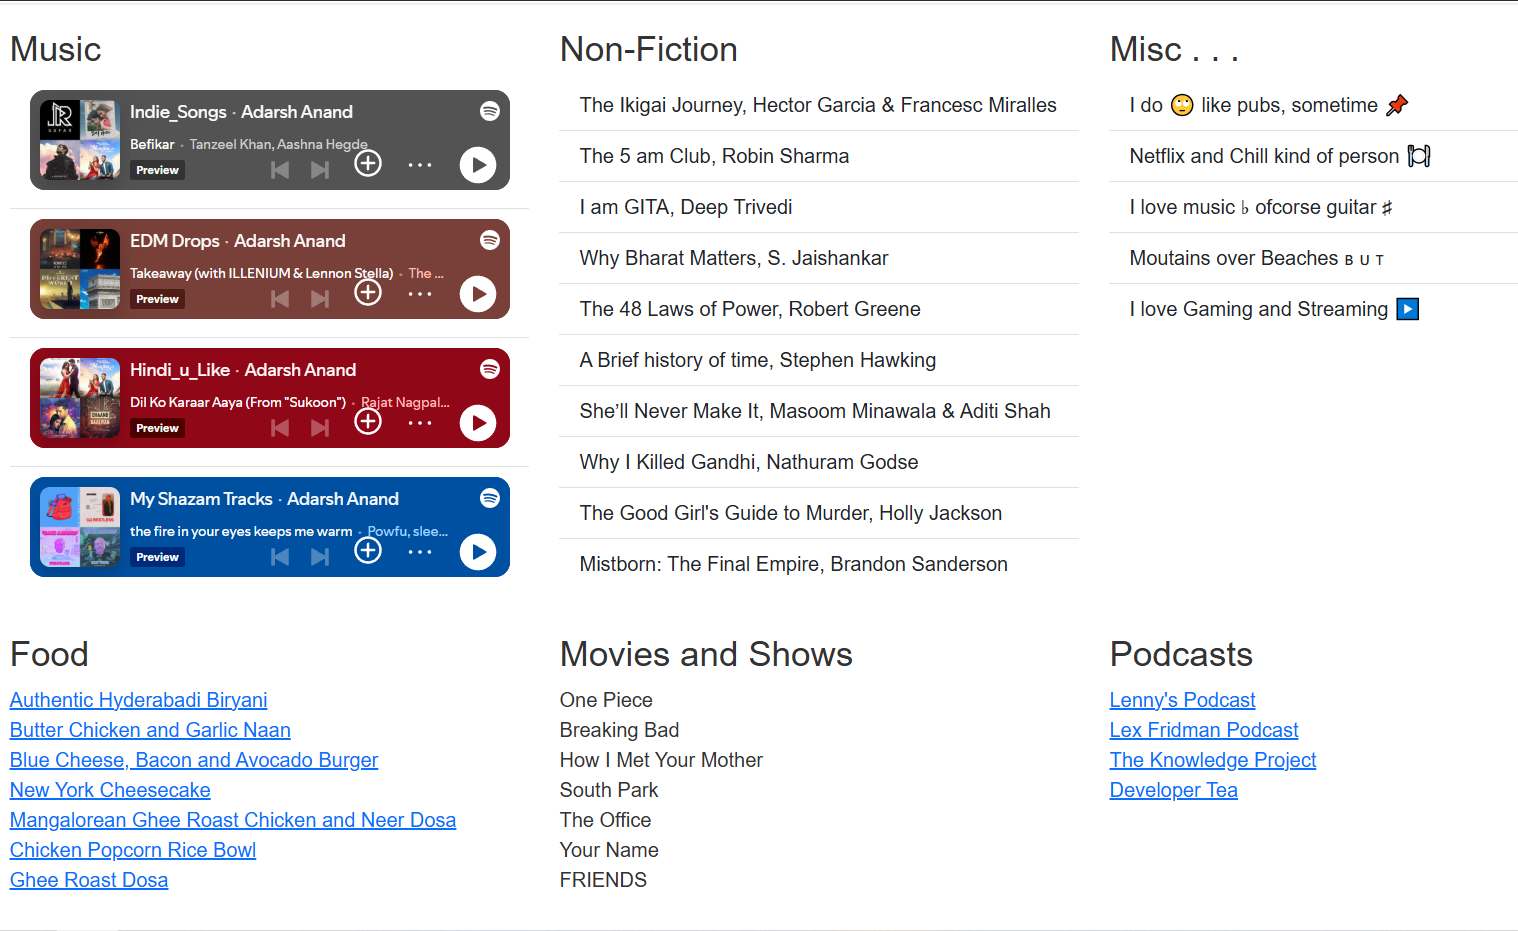 Music
Indie_Songs · Adarsh Anand
Befikar · Tanzeel Khan, Aashna Hegde
Preview
EDM Drops · Adarsh Anand
Takeaway (with ILLENIUM & Lennon Stella) · The ...
Preview
Hindi_u_Like · Adarsh Anand
Dil Ko Karaar Aaya (From "Sukoon") · Rajat Nagpal...
Preview
My Shazam Tracks · Adarsh Anand
the fire in your eyes keeps me warm · Powfu, slee...
Preview
Non-Fiction
The Ikigai Journey, Hector Garcia & Francesc Miralles
The 5 am Club, Robin Sharma
I am GITA, Deep Trivedi
Why Bharat Matters, S. Jaishankar
The 48 Laws of Power, Robert Greene
A Brief history of time, Stephen Hawking
She’ll Never Make It, Masoom Minawala & Aditi Shah
Why I Killed Gandhi, Nathuram Godse
The Good Girl's Guide to Murder, Holly Jackson
Mistborn: The Final Empire, Brandon Sanderson
Misc . . .
I do 🙄 like pubs, sometime 📌
Netflix and Chill kind of person 🍽
I love music ♭ ofcorse guitar ♯
Moutains over Beaches ʙ ᴜ ᴛ
I love Gaming and Streaming ▶️
Food
Authentic Hyderabadi Biryani
Butter Chicken and Garlic Naan
Blue Cheese, Bacon and Avocado Burger
New York Cheesecake
Mangalorean Ghee Roast Chicken and Neer Dosa
Chicken Popcorn Rice Bowl
Ghee Roast Dosa
Movies and Shows
One Piece
Breaking Bad
How I Met Your Mother
South Park
The Office
Your Name
FRIENDS
Podcasts
Lenny's Podcast
Lex Fridman Podcast
The Knowledge Project
Developer Tea